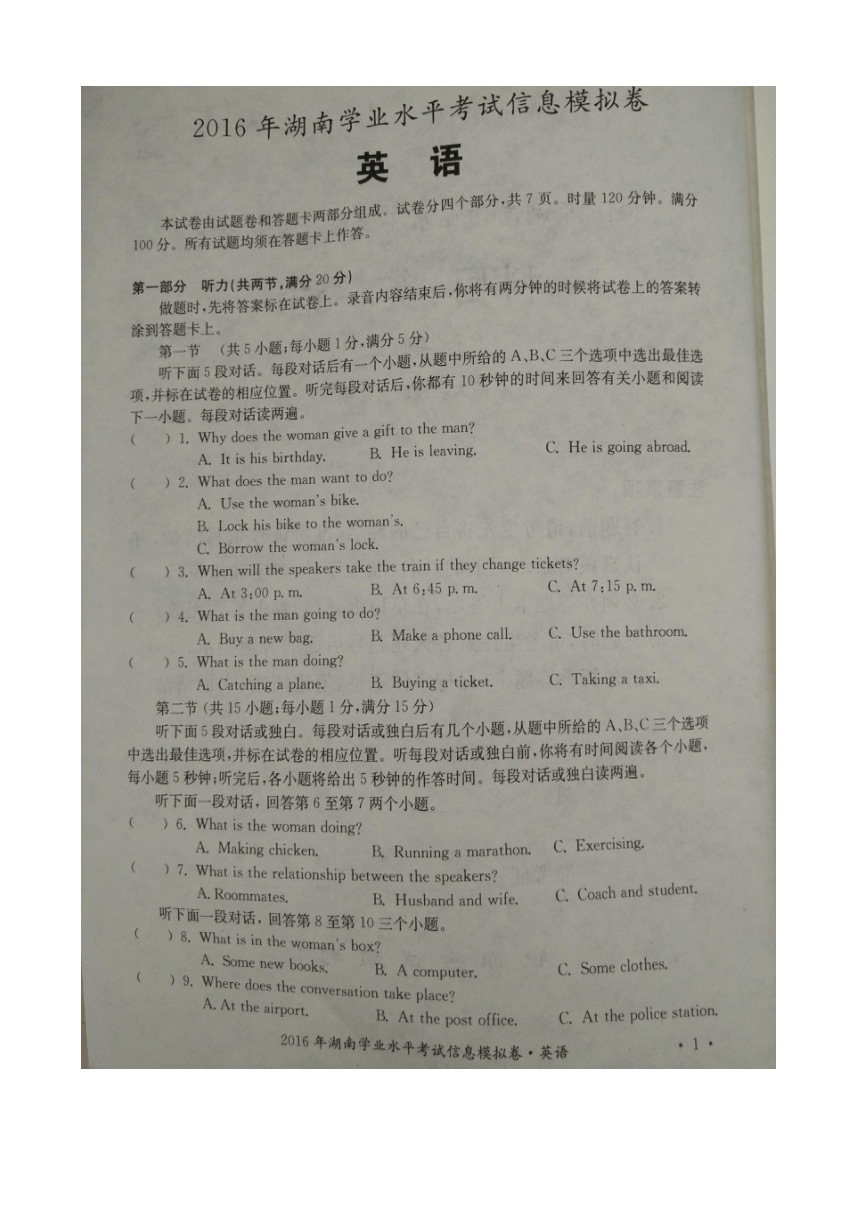 2016年湖南学业水平考试信息模拟卷
英 语
本试卷由试题卷和答题卡两部分组成。试卷分四个部分,共7页。时量120分钟。满分
100分。所有试题均须在答题卡上作答。
第一部分 听力(共两节,满分20分)
做题时,先将答案标在试卷上。录音内容结束后,你将有两分钟的时候将试卷上的答案转
涂到答题卡上。
第一节 (共5小题;每小题1分,满分5分)
听下面5段对话。每段对话后有一个小题,从题中所给的A、B、C三个选项中选出最佳选
项,并标在试卷的相应位置。听完每段对话后,你都有10秒钟的时间来回答有关小题和阅读
下一小题。每段对话读两遍。
( ) 1. Why does the woman give a gift to the man?
A. It is his birthday. B. He is leaving. C. He is going abroad.
( ) 2. What does the man want to do?
A. Use the woman's bike.
B. Lock his bike to the woman's.
C. Borrow the woman's lock.
( ) 3. When will the speakers take the train if they change tickets?
A. At 3:00 p. m. B. At 6:45 p. m. C. At 7:15 p. m.
( ) 4. What is the man going to do?
A. Buy a new bag. B. Make a phone call. C. Use the bathroom.
( ) 5. What is the man doing?
A. Catching a plane. B. Buying a ticket. C. Taking a taxi.
第二节 (共15小题;每小题1分,满分15分)
听下面5段对话或独白。每段对话或独白后有几个小题,从题中所给的A、B、C三个选项
中选出最佳选项,并标在试卷的相应位置。听每段对话或独白前,你将有时间阅读各个小题,
每小题5秒钟;听完后,各小题将给出5秒钟的作答时间。每段对话或独白读两遍。
听下面一段对话,回答第6至第7两个小题。
( ) 6. What is the woman doing?
A. Making chicken. B. Running a marathon. C. Exercising.
( ) 7. What is the relationship between the speakers?
A. Roommates. B. Husband and wife. C. Coach and student.
听下面一段对话,回答第8至第10三个小题。
( ) 8. What is in the woman's box?
A. Some new books. B. A computer. C. Some clothes.
( ) 9. Where does the conversation take place?
A. At the airport. B. At the post office. C. At the police station.
2016年湖南学业水平考试信息模拟卷·英语 · 1 ·